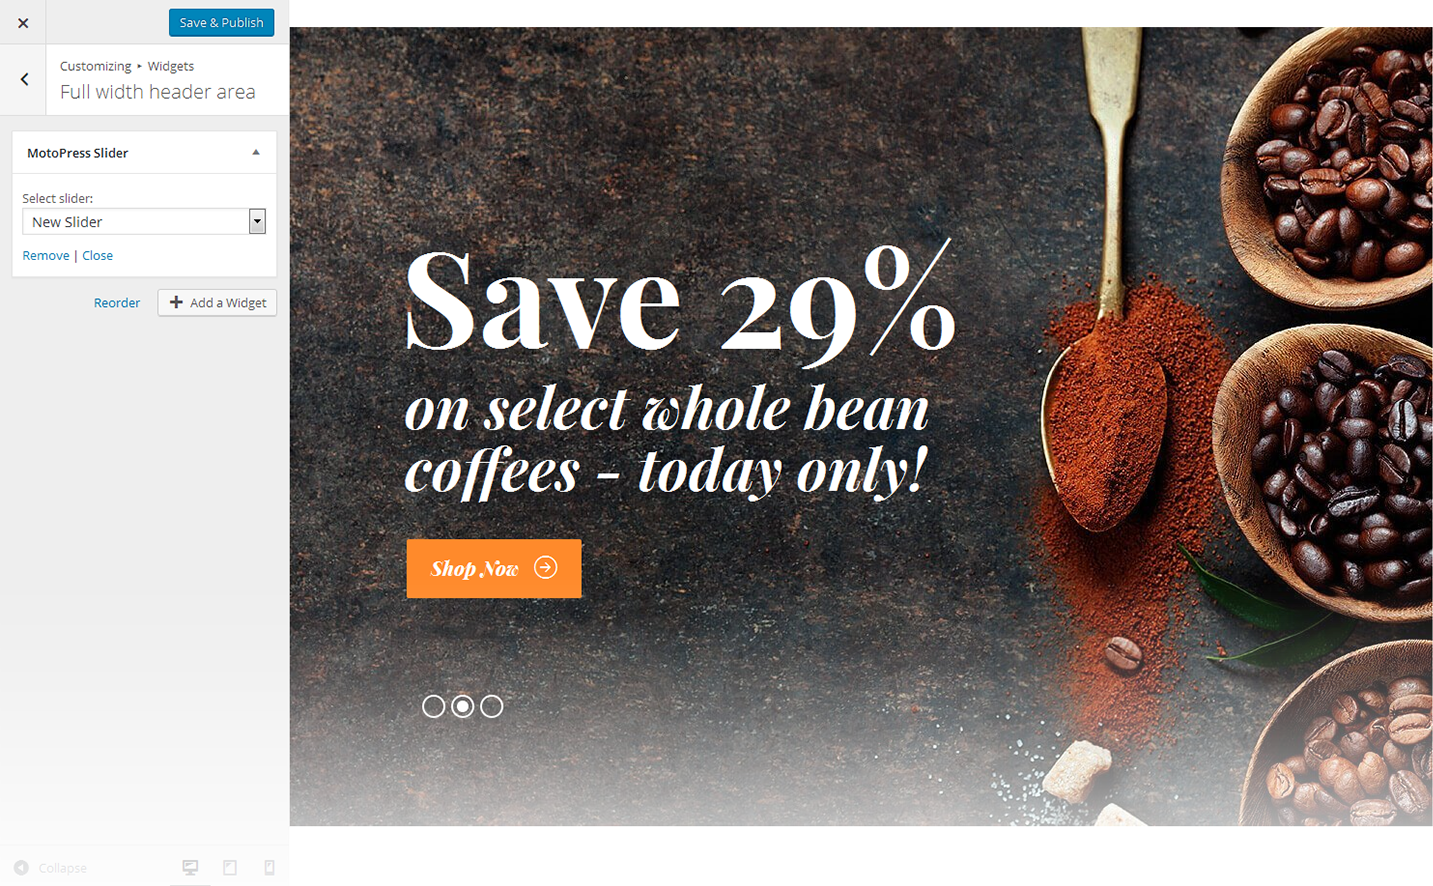 Save & Publish
Customizing ▸ Widgets
Full width header area
MotoPress Slider
Select slider:
New Slider
Remove | Close
Reorder
Add a Widget
Collapse
Save 29%
on select whole bean
coffees - today only!
Shop Now